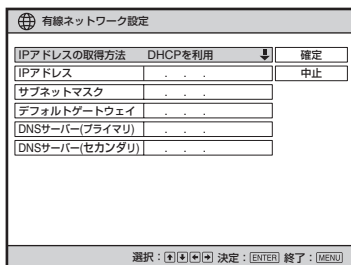 有線ネットワーク設定
IPアドレスの取得方法 DHCPを利用 確定
IPアドレス . . . 中止
サブネットマスク . . .
デフォルトゲートウェイ . . .
DNSサーバー(プライマリ) . . .
DNSサーバー(セカンダリ) . . .
選択：↑↓←→ 決定：ENTER 終了：MENU